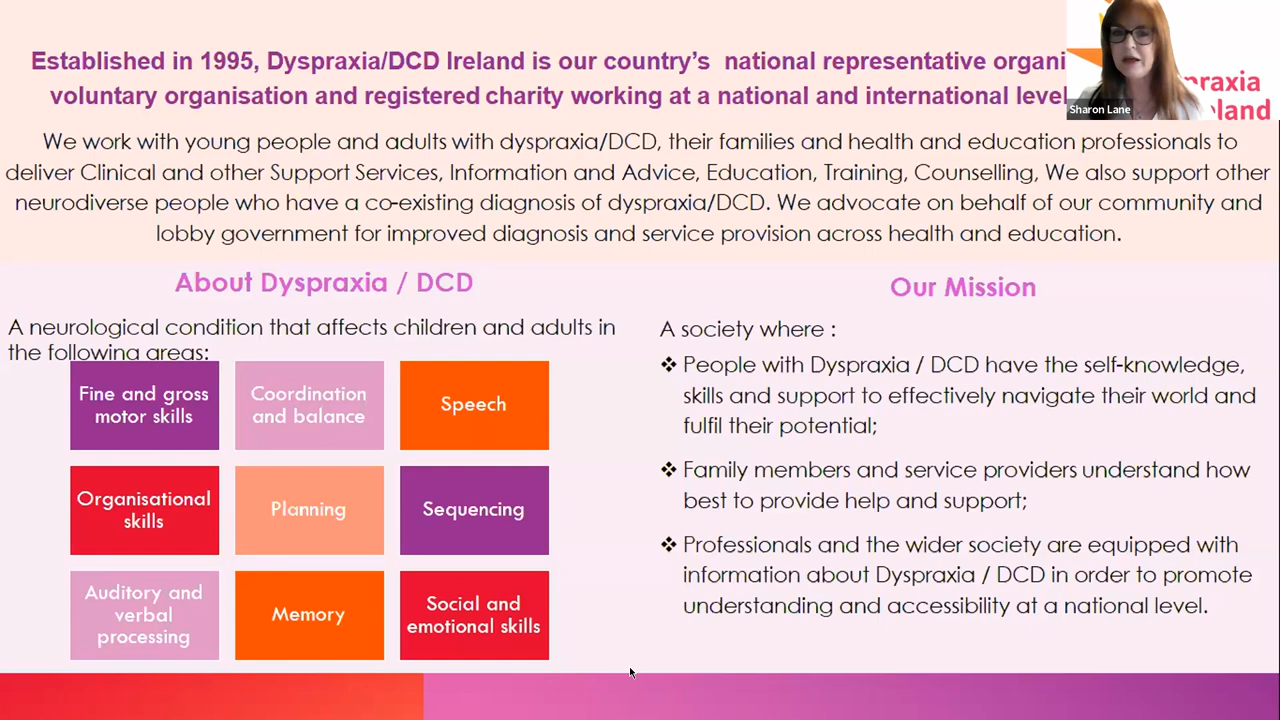 Established in 1995, Dyspraxia/DCD Ireland is our country's national representative
voluntary organisation and registered charity working at a national and international level
We work with young people and adults with dyspraxia/DCD, their families and health and education professionals to
deliver Clinical and other Support Services, Information and Advice, Education, Training, Counselling, We also support other
neurodiverse people who have a co-existing diagnosis of dyspraxia/DCD. We advocate on behalf of our community and
lobby government for improved diagnosis and service provision across health and education.
Sharon Lane
About Dyspraxia / DCD
A neurological condition that affects children and adults in
the following areas:
Fine and gross
motor skills
Coordination
and balance
Speech
Organisational
skills
Planning
Sequencing
Auditory and
verbal
processing
Memory
Social and
emotional skills
Our Mission
A society where :
❖ People with Dyspraxia / DCD have the self-knowledge,
skills and support to effectively navigate their world and
fulfil their potential;
❖ Family members and service providers understand how
best to provide help and support;
❖ Professionals and the wider society are equipped with
information about Dyspraxia / DCD in order to promote
understanding and accessibility at a national level.